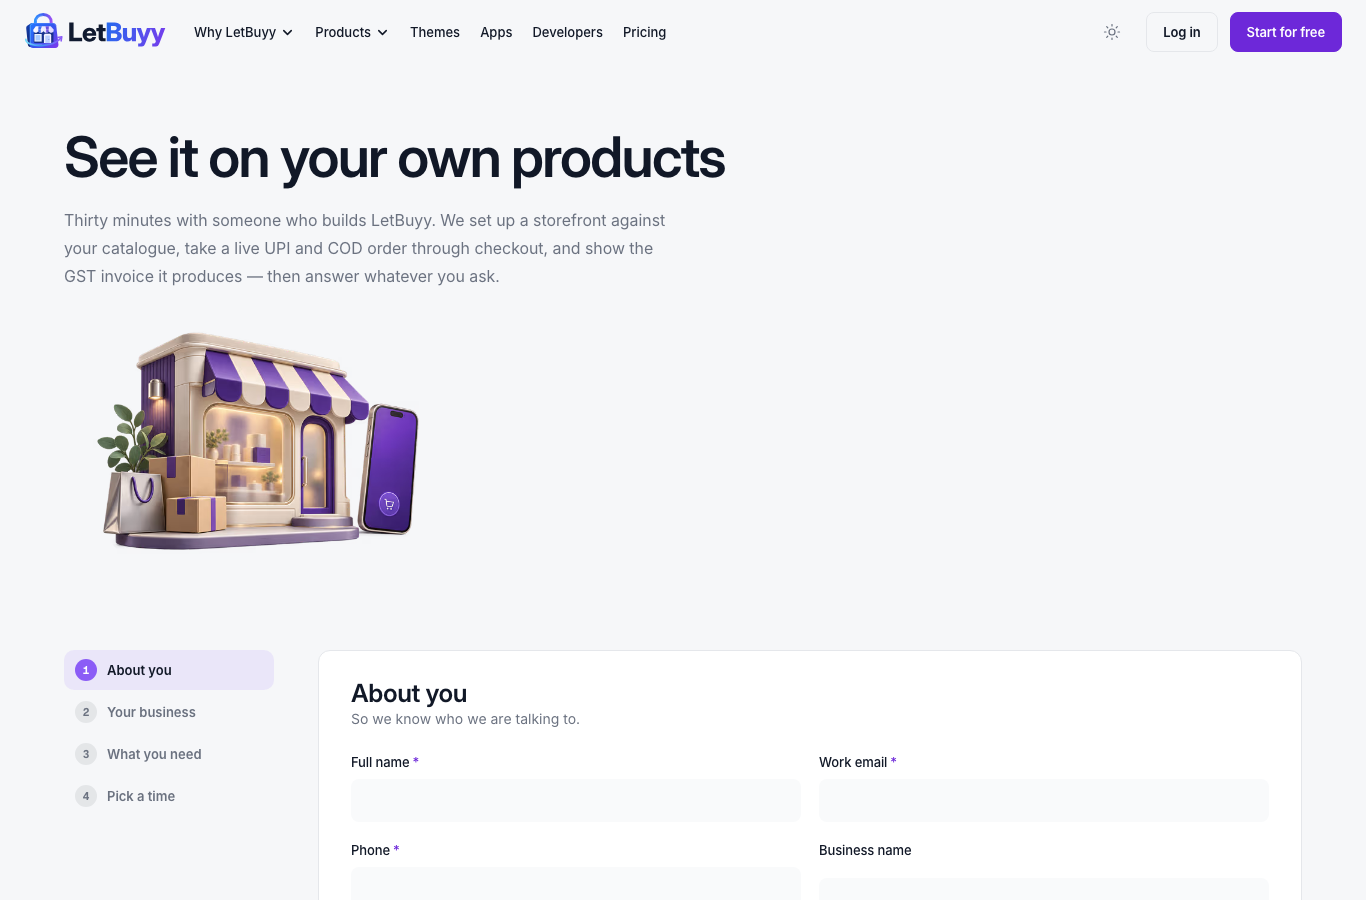 LetBuyy
Why LetBuyy
Products
Themes
Apps
Developers
Pricing
Log in
Start for free
See it on your own products
Thirty minutes with someone who builds LetBuyy. We set up a storefront against
your catalogue, take a live UPI and COD order through checkout, and show the
GST invoice it produces — then answer whatever you ask.
1 About you
2 Your business
3 What you need
4 Pick a time
About you
So we know who we are talking to.
Full name *
Work email *
Phone *
Business name